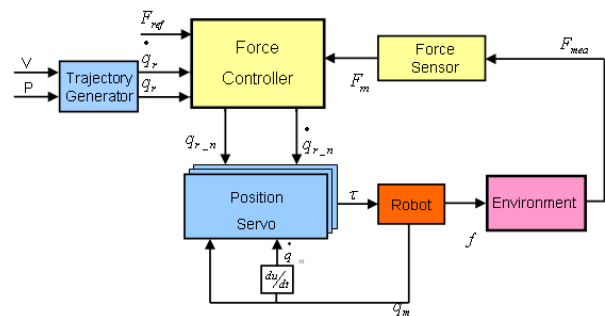 F_ref
V
P
Trajectory
Generator
q̇_r
q_r
Force
Controller
F_m
Force
Sensor
F_mea
q_r_n
q̇_r_n
Position
Servo
τ
Robot
f
Environment
q̇_m
du/dt
q_m